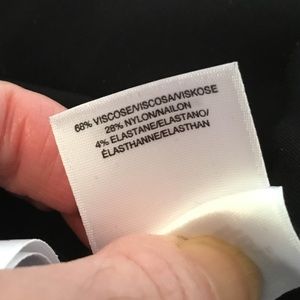 68% VISCOSE/VISCOSA/VISKOSE
28% NYLON/NAILON
4% ELASTANE/ELASTANO/
ÉLASTHANNE/ELASTHAN